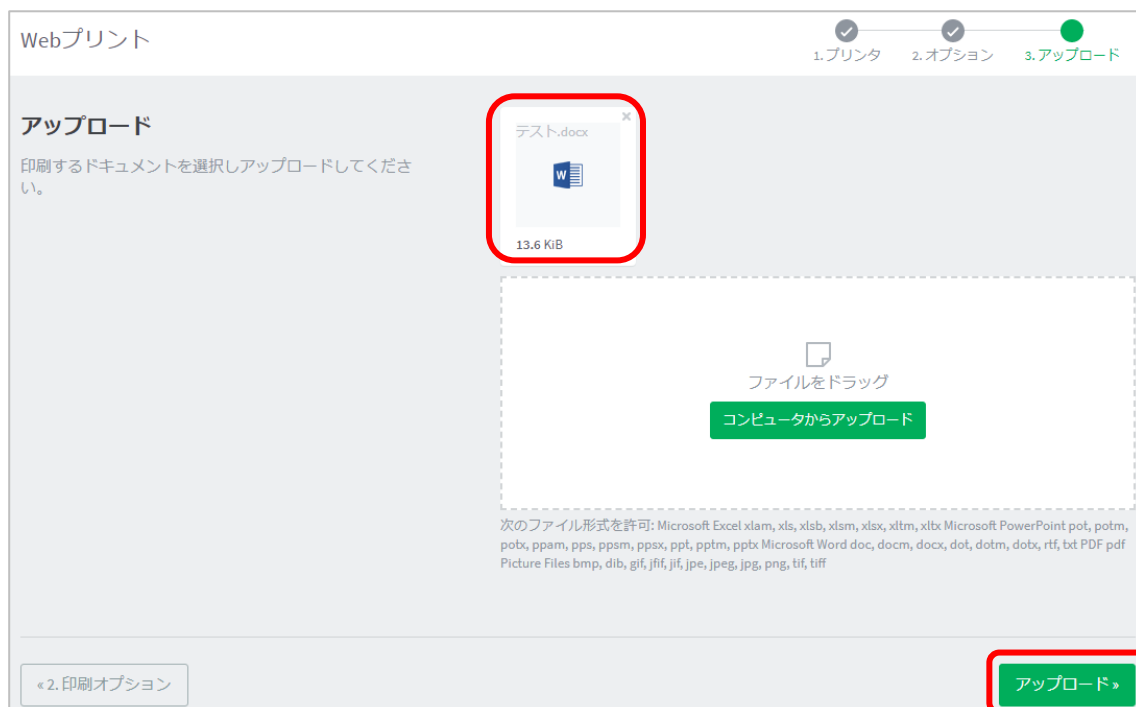 Webプリント
1. プリンタ
2. オプション
3. アップロード
アップロード
印刷するドキュメントを選択しアップロードしてくださ
い。
テスト.docx
×
W
13.6 KiB
ファイルをドラッグ
コンピュータからアップロード
次のファイル形式を許可: Microsoft Excel xlam, xls, xlsb, xlsm, xlsx, xltm, xltx Microsoft PowerPoint pot, potm,
potx, ppam, pps, ppsm, ppsx, ppt, pptm, pptx Microsoft Word doc, docm, docx, dot, dotm, dotx, rtf, txt PDF pdf
Picture Files bmp, dib, gif, jfif, jif, jpe, jpeg, jpg, png, tif, tiff
« 2. 印刷オプション
アップロード »